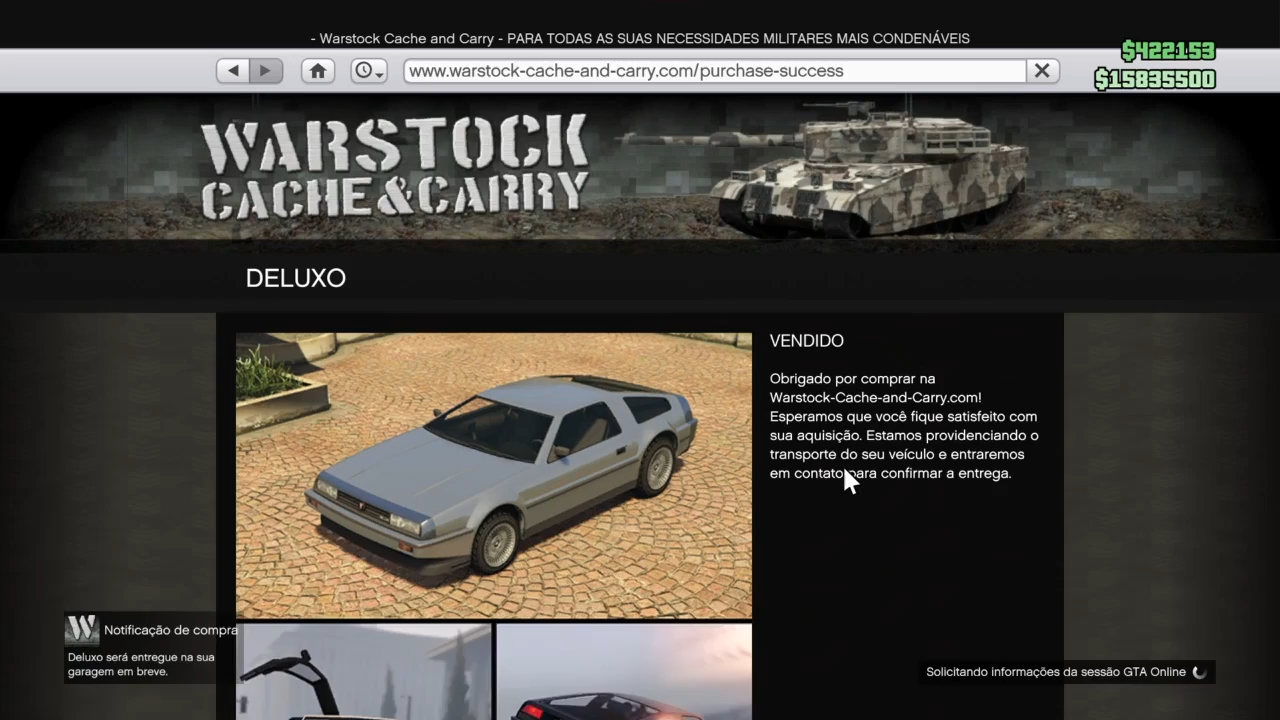 - Warstock Cache and Carry - PARA TODAS AS SUAS NECESSIDADES MILITARES MAIS CONDENÁVEIS
$422153
www.warstock-cache-and-carry.com/purchase-success
$15835500
WARSTOCK
CACHE&CARRY
DELUXO
VENDIDO
Obrigado por comprar na
Warstock-Cache-and-Carry.com!
Esperamos que você fique satisfeito com
sua aquisição. Estamos providenciando o
transporte do seu veículo e entraremos
em contato para confirmar a entrega.
W
Notificação de compra
Deluxo será entregue na sua
garagem em breve.
Solicitando informações da sessão GTA Online